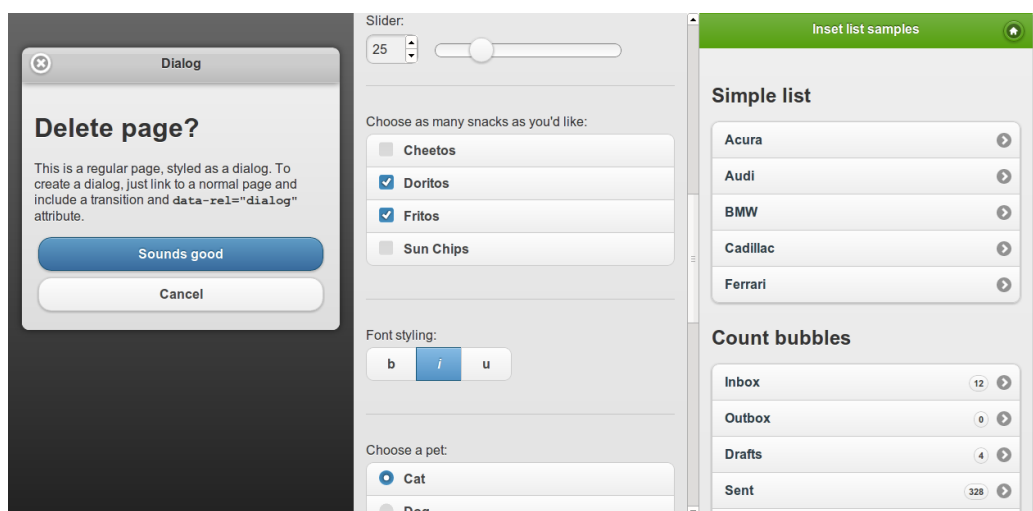 Dialog
Delete page?
This is a regular page, styled as a dialog. To
create a dialog, just link to a normal page and
include a transition and data-rel="dialog"
attribute.
Sounds good
Cancel
Slider:
25
Choose as many snacks as you'd like:
Cheetos
Doritos
Fritos
Sun Chips
Font styling:
b i u
Choose a pet:
Cat
Dog
Inset list samples
Simple list
Acura
Audi
BMW
Cadillac
Ferrari
Count bubbles
Inbox 12
Outbox 0
Drafts 4
Sent 328